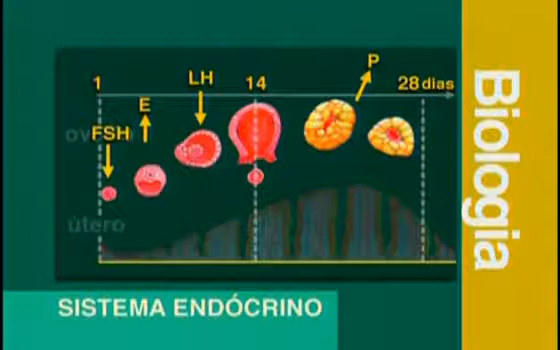 P
LH
1
14
28 dias
E
ovário
FSH
útero
SISTEMA ENDÓCRINO
Biologia